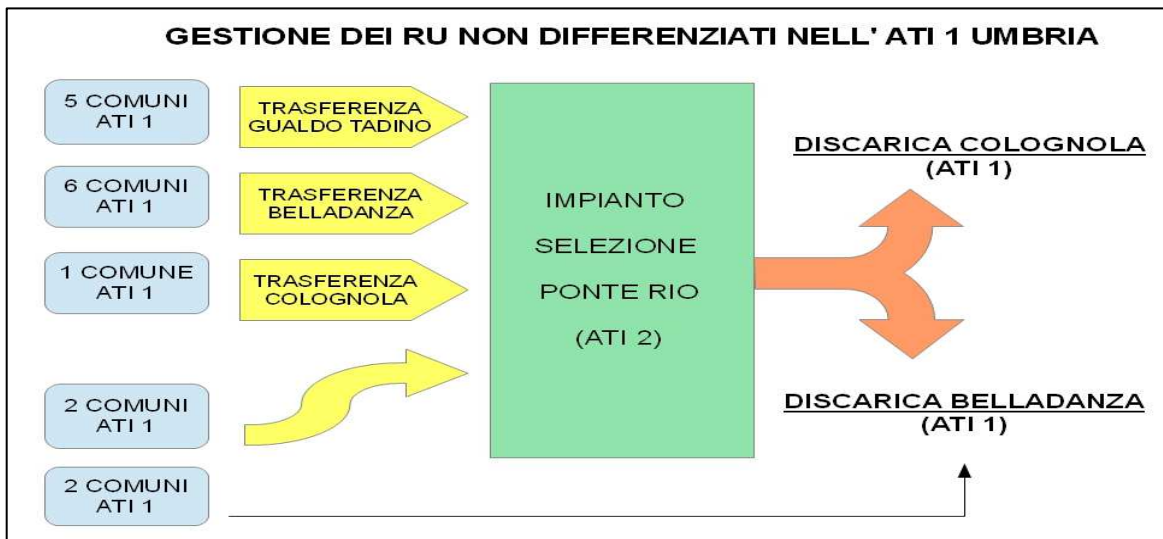 GESTIONE DEI RU NON DIFFERENZIATI NELL' ATI 1 UMBRIA
5 COMUNI
ATI 1
TRASFERENZA
GUALDO TADINO
6 COMUNI
ATI 1
TRASFERENZA
BELLADANZA
1 COMUNE
ATI 1
TRASFERENZA
COLOGNOLA
2 COMUNI
ATI 1
2 COMUNI
ATI 1
IMPIANTO
SELEZIONE
PONTE RIO
(ATI 2)
DISCARICA COLOGNOLA
(ATI 1)
DISCARICA BELLADANZA
(ATI 1)